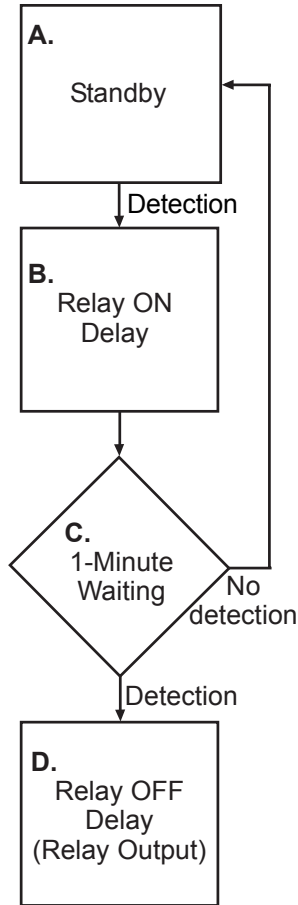 A.
Standby
Detection
B.
Relay ON
Delay
C.
1-Minute
Waiting
No
detection
Detection
D.
Relay OFF
Delay
(Relay Output)